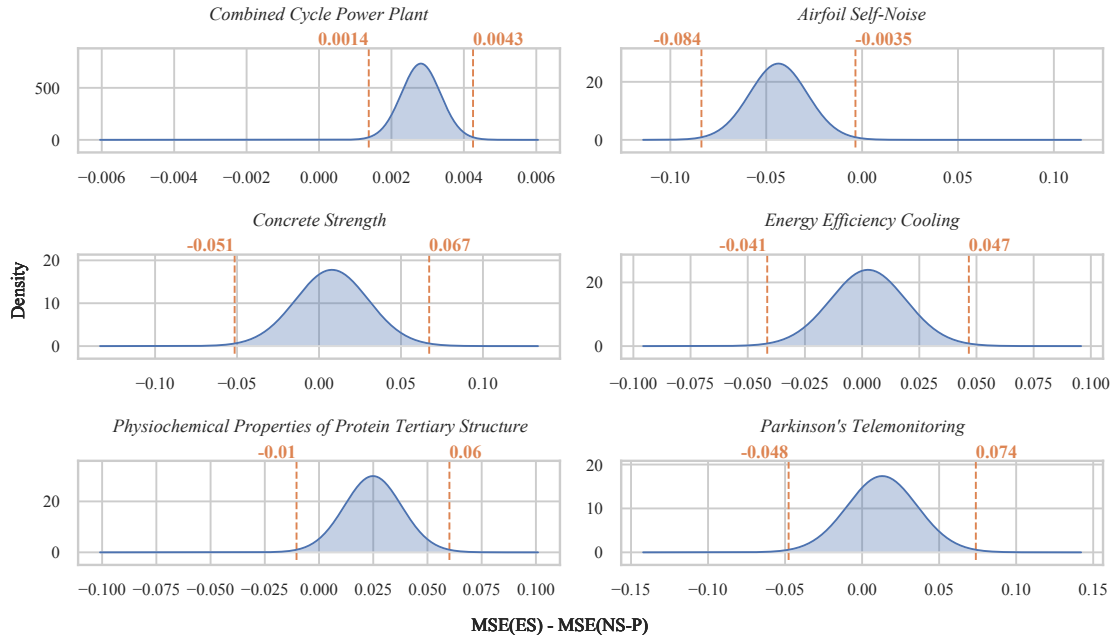 Combined Cycle Power Plant
0.0014 0.0043
500
0
−0.006 −0.004 −0.002 0.000 0.002 0.004 0.006
Airfoil Self-Noise
-0.084 -0.0035
20
0
−0.10 −0.05 0.00 0.05 0.10
Concrete Strength
-0.051 0.067
20
10
0
−0.10 −0.05 0.00 0.05 0.10
Energy Efficiency Cooling
-0.041 0.047
20
0
−0.100 −0.075 −0.050 −0.025 0.000 0.025 0.050 0.075 0.100
Density
Physiochemical Properties of Protein Tertiary Structure
-0.01 0.06
20
0
−0.100 −0.075 −0.050 −0.025 0.000 0.025 0.050 0.075 0.100
Parkinson's Telemonitoring
-0.048 0.074
20
10
0
−0.15 −0.10 −0.05 0.00 0.05 0.10 0.15
MSE(ES) - MSE(NS-P)